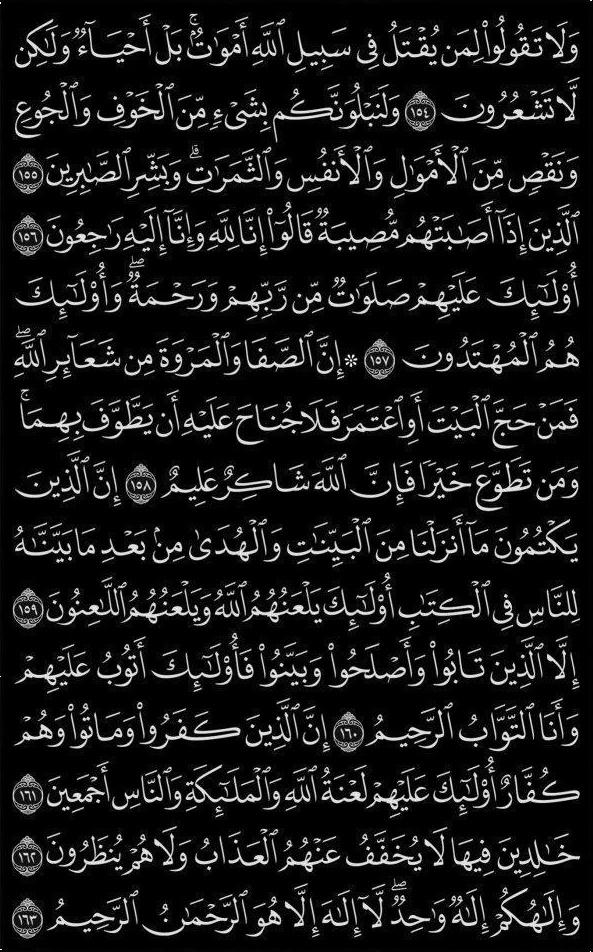 وَلَا تَقُولُوا۟ لِمَن يُقْتَلُ فِى سَبِيلِ ٱللَّهِ أَمْوَٰتٌۢ ۚ بَلْ أَحْيَآءٌ وَلَـٰكِن
لَّا تَشْعُرُونَ ١٥٤ وَلَنَبْلُوَنَّكُم بِشَىْءٍ مِّنَ ٱلْخَوْفِ وَٱلْجُوعِ
وَنَقْصٍ مِّنَ ٱلْأَمْوَٰلِ وَٱلْأَنفُسِ وَٱلثَّمَرَٰتِ ۗ وَبَشِّرِ ٱلصَّـٰبِرِينَ ١٥٥
ٱلَّذِينَ إِذَآ أَصَـٰبَتْهُم مُّصِيبَةٌ قَالُوٓا۟ إِنَّا لِلَّهِ وَإِنَّآ إِلَيْهِ رَٰجِعُونَ ١٥٦
أُو۟لَـٰٓئِكَ عَلَيْهِمْ صَلَوَٰتٌ مِّن رَّبِّهِمْ وَرَحْمَةٌ ۖ وَأُو۟لَـٰٓئِكَ
هُمُ ٱلْمُهْتَدُونَ ١٥٧ ۞ إِنَّ ٱلصَّفَا وَٱلْمَرْوَةَ مِن شَعَآئِرِ ٱللَّهِ ۖ
فَمَنْ حَجَّ ٱلْبَيْتَ أَوِ ٱعْتَمَرَ فَلَا جُنَاحَ عَلَيْهِ أَن يَطَّوَّفَ بِهِمَا ۚ
وَمَن تَطَوَّعَ خَيْرًا فَإِنَّ ٱللَّهَ شَاكِرٌ عَلِيمٌ ١٥٨ إِنَّ ٱلَّذِينَ
يَكْتُمُونَ مَآ أَنزَلْنَا مِنَ ٱلْبَيِّنَـٰتِ وَٱلْهُدَىٰ مِنۢ بَعْدِ مَا بَيَّنَّـٰهُ
لِلنَّاسِ فِى ٱلْكِتَـٰبِ ۙ أُو۟لَـٰٓئِكَ يَلْعَنُهُمُ ٱللَّهُ وَيَلْعَنُهُمُ ٱللَّـٰعِنُونَ ١٥٩
إِلَّا ٱلَّذِينَ تَابُوا۟ وَأَصْلَحُوا۟ وَبَيَّنُوا۟ فَأُو۟لَـٰٓئِكَ أَتُوبُ عَلَيْهِمْ ۚ
وَأَنَا ٱلتَّوَّابُ ٱلرَّحِيمُ ١٦٠ إِنَّ ٱلَّذِينَ كَفَرُوا۟ وَمَاتُوا۟ وَهُمْ
كُفَّارٌ أُو۟لَـٰٓئِكَ عَلَيْهِمْ لَعْنَةُ ٱللَّهِ وَٱلْمَلَـٰٓئِكَةِ وَٱلنَّاسِ أَجْمَعِينَ ١٦١
خَـٰلِدِينَ فِيهَا ۖ لَا يُخَفَّفُ عَنْهُمُ ٱلْعَذَابُ وَلَا هُمْ يُنظَرُونَ ١٦٢
وَإِلَـٰهُكُمْ إِلَـٰهٌ وَٰحِدٌ ۖ لَّآ إِلَـٰهَ إِلَّا هُوَ ٱلرَّحْمَـٰنُ ٱلرَّحِيمُ ١٦٣